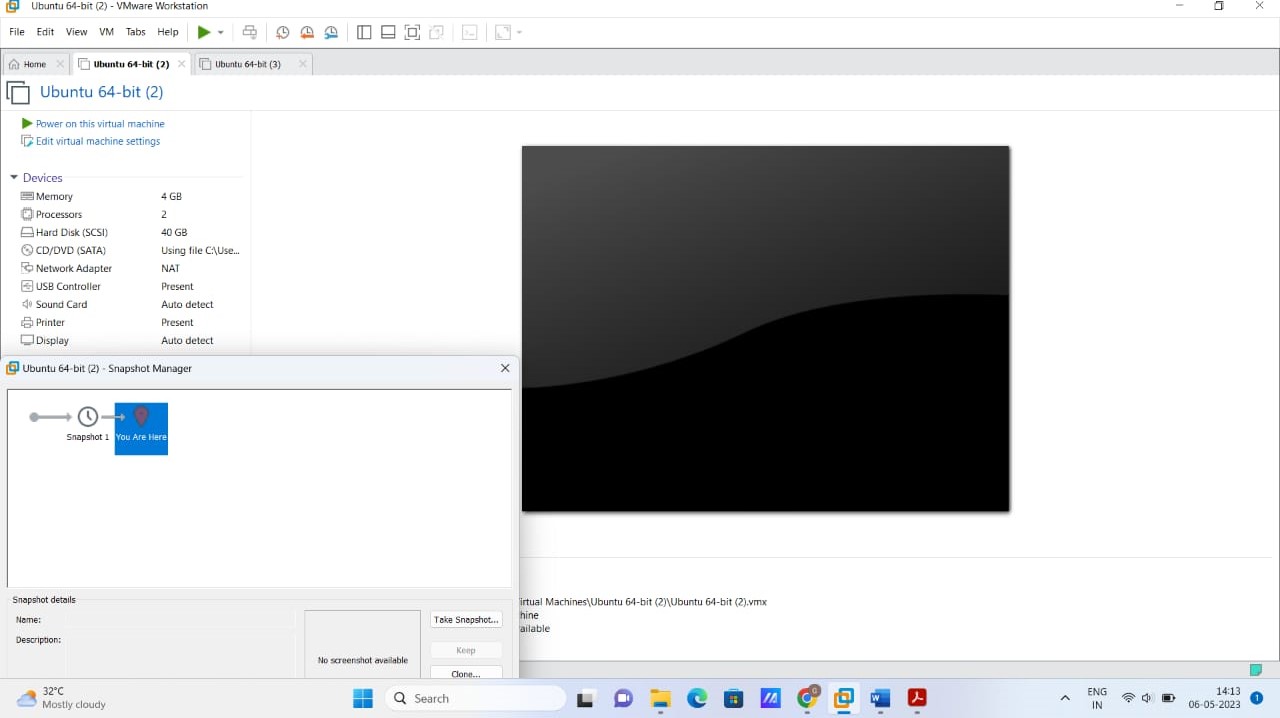 Ubuntu 64-bit (2) - VMware Workstation
File Edit View VM Tabs Help
Home Ubuntu 64-bit (2) Ubuntu 64-bit (3)
Ubuntu 64-bit (2)
Power on this virtual machine
Edit virtual machine settings
Devices
Memory 4 GB
Processors 2
Hard Disk (SCSI) 40 GB
CD/DVD (SATA) Using file C:\Use...
Network Adapter NAT
USB Controller Present
Sound Card Auto detect
Printer Present
Display Auto detect
Ubuntu 64-bit (2) - Snapshot Manager
Snapshot 1 You Are Here
Snapshot details
Name:
Description:
No screenshot available
Take Snapshot...
Keep
Clone...
irtual Machines\Ubuntu 64-bit (2)\Ubuntu 64-bit (2).vmx
hine
ailable
32°C
Mostly cloudy
Search
ENG
IN
14:13
06-05-2023
1